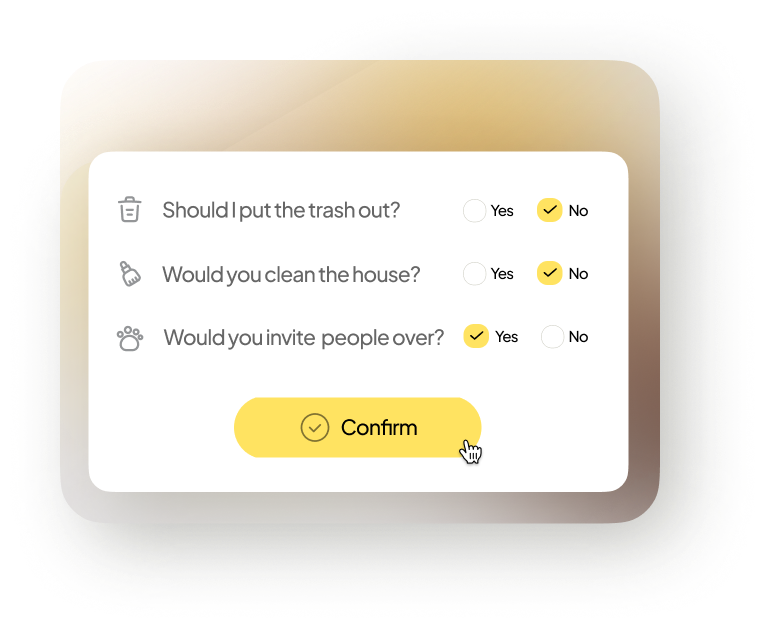 Should I put the trash out? Yes No
Would you clean the house? Yes No
Would you invite people over? Yes No
Confirm